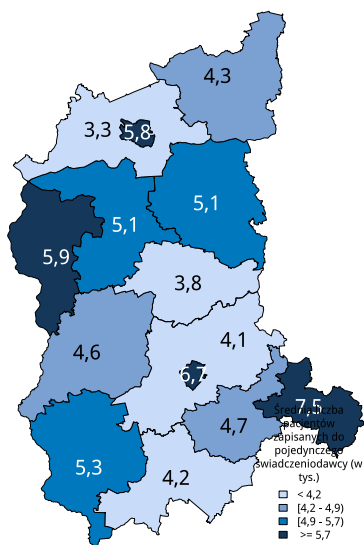 4,3
3,3
5,8
5,1
5,1
5,9
3,8
4,1
4,6
6,7
7,5
Średnia liczba
pacjentów
4,7
zapisanych do
pojedynczego
świadczeniodawcy (w
tys.)
5,3
4,2
< 4,2
[4,2 - 4,9)
[4,9 - 5,7)
>= 5,7